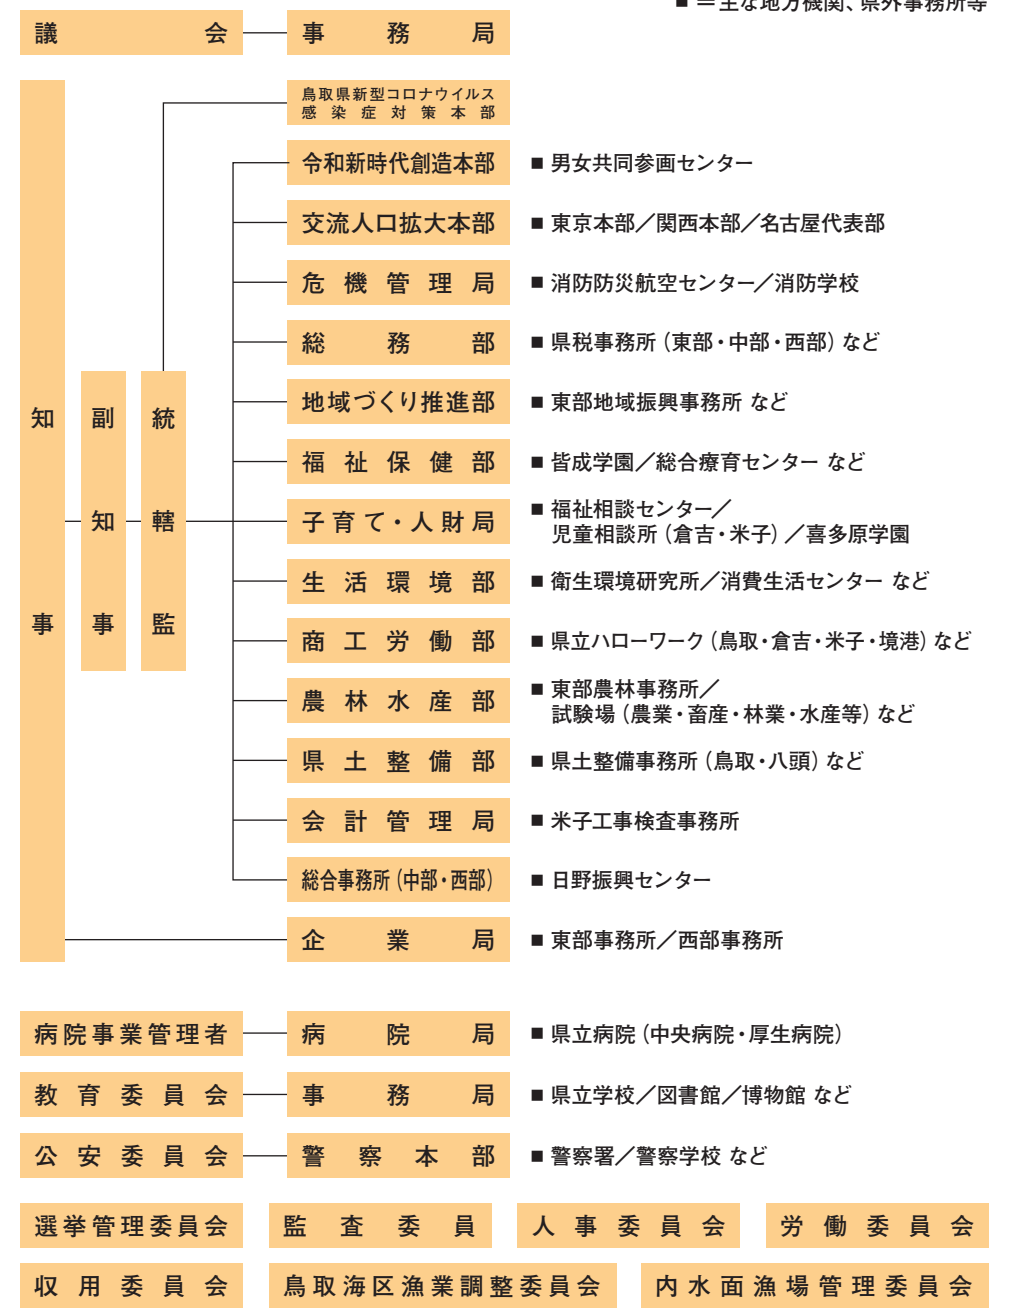 ■＝主な地方機関、県外事務所等
議会 事務局
鳥取県新型コロナウイルス
感染症対策本部
令和新時代創造本部 ■ 男女共同参画センター
交流人口拡大本部 ■ 東京本部／関西本部／名古屋代表部
危機管理局 ■ 消防防災航空センター／消防学校
総務部 ■ 県税事務所（東部・中部・西部）など
地域づくり推進部 ■ 東部地域振興事務所 など
福祉保健部 ■ 皆成学園／総合療育センター など
知事
副知事
統轄監
子育て・人財局 ■ 福祉相談センター／
児童相談所（倉吉・米子）／喜多原学園
生活環境部 ■ 衛生環境研究所／消費生活センター など
商工労働部 ■ 県立ハローワーク（鳥取・倉吉・米子・境港）など
農林水産部 ■ 東部農林事務所／
試験場（農業・畜産・林業・水産等）など
県土整備部 ■ 県土整備事務所（鳥取・八頭）など
会計管理局 ■ 米子工事検査事務所
総合事務所（中部・西部） ■ 日野振興センター
企業局 ■ 東部事務所／西部事務所
病院事業管理者 病院局 ■ 県立病院（中央病院・厚生病院）
教育委員会 事務局 ■ 県立学校／図書館／博物館 など
公安委員会 警察本部 ■ 警察署／警察学校 など
選挙管理委員会 監査委員 人事委員会 労働委員会
収用委員会 鳥取海区漁業調整委員会 内水面漁場管理委員会